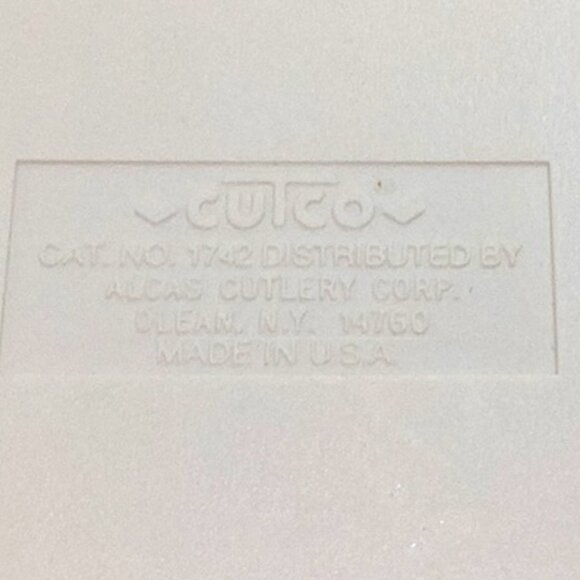 CUTCO
CAT. NO. 1742 DISTRIBUTED BY
ALCAS CUTLERY CORP.
OLEAN, N.Y. 14760
MADE IN U.S.A.